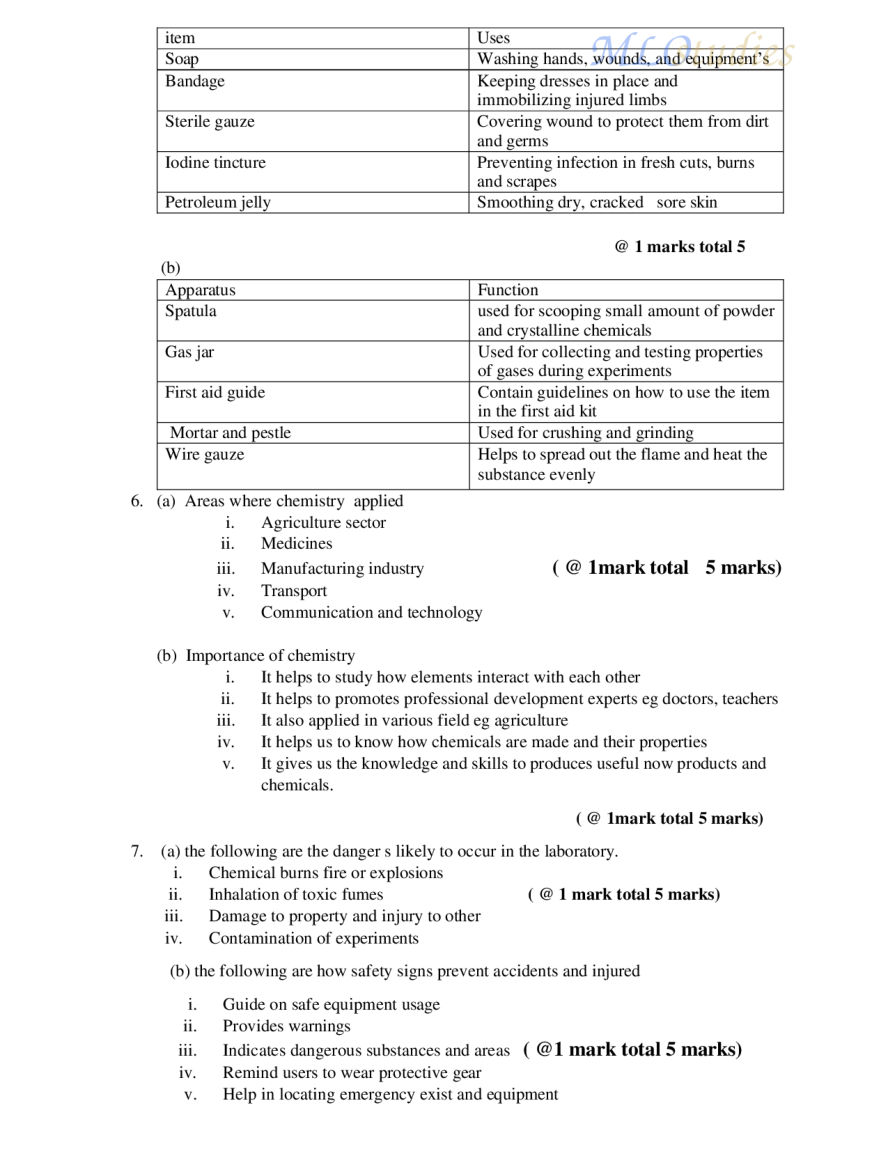 item Uses
ML Studies
Soap Washing hands, wounds, and equipment's
Bandage Keeping dresses in place and
immobilizing injured limbs
Sterile gauze Covering wound to protect them from dirt
and germs
Iodine tincture Preventing infection in fresh cuts, burns
and scrapes
Petroleum jelly Smoothing dry, cracked sore skin
@ 1 marks total 5
(b)
Apparatus Function
Spatula used for scooping small amount of powder
and crystalline chemicals
Gas jar Used for collecting and testing properties
of gases during experiments
First aid guide Contain guidelines on how to use the item
in the first aid kit
Mortar and pestle Used for crushing and grinding
Wire gauze Helps to spread out the flame and heat the
substance evenly
6. (a) Areas where chemistry applied
i. Agriculture sector
ii. Medicines
iii. Manufacturing industry ( @ 1mark total 5 marks)
iv. Transport
v. Communication and technology
(b) Importance of chemistry
i. It helps to study how elements interact with each other
ii. It helps to promotes professional development experts eg doctors, teachers
iii. It also applied in various field eg agriculture
iv. It helps us to know how chemicals are made and their properties
v. It gives us the knowledge and skills to produces useful now products and
chemicals.
( @ 1mark total 5 marks)
7. (a) the following are the danger s likely to occur in the laboratory.
i. Chemical burns fire or explosions
ii. Inhalation of toxic fumes ( @ 1 mark total 5 marks)
iii. Damage to property and injury to other
iv. Contamination of experiments
(b) the following are how safety signs prevent accidents and injured
i. Guide on safe equipment usage
ii. Provides warnings
iii. Indicates dangerous substances and areas ( @1 mark total 5 marks)
iv. Remind users to wear protective gear
v. Help in locating emergency exist and equipment